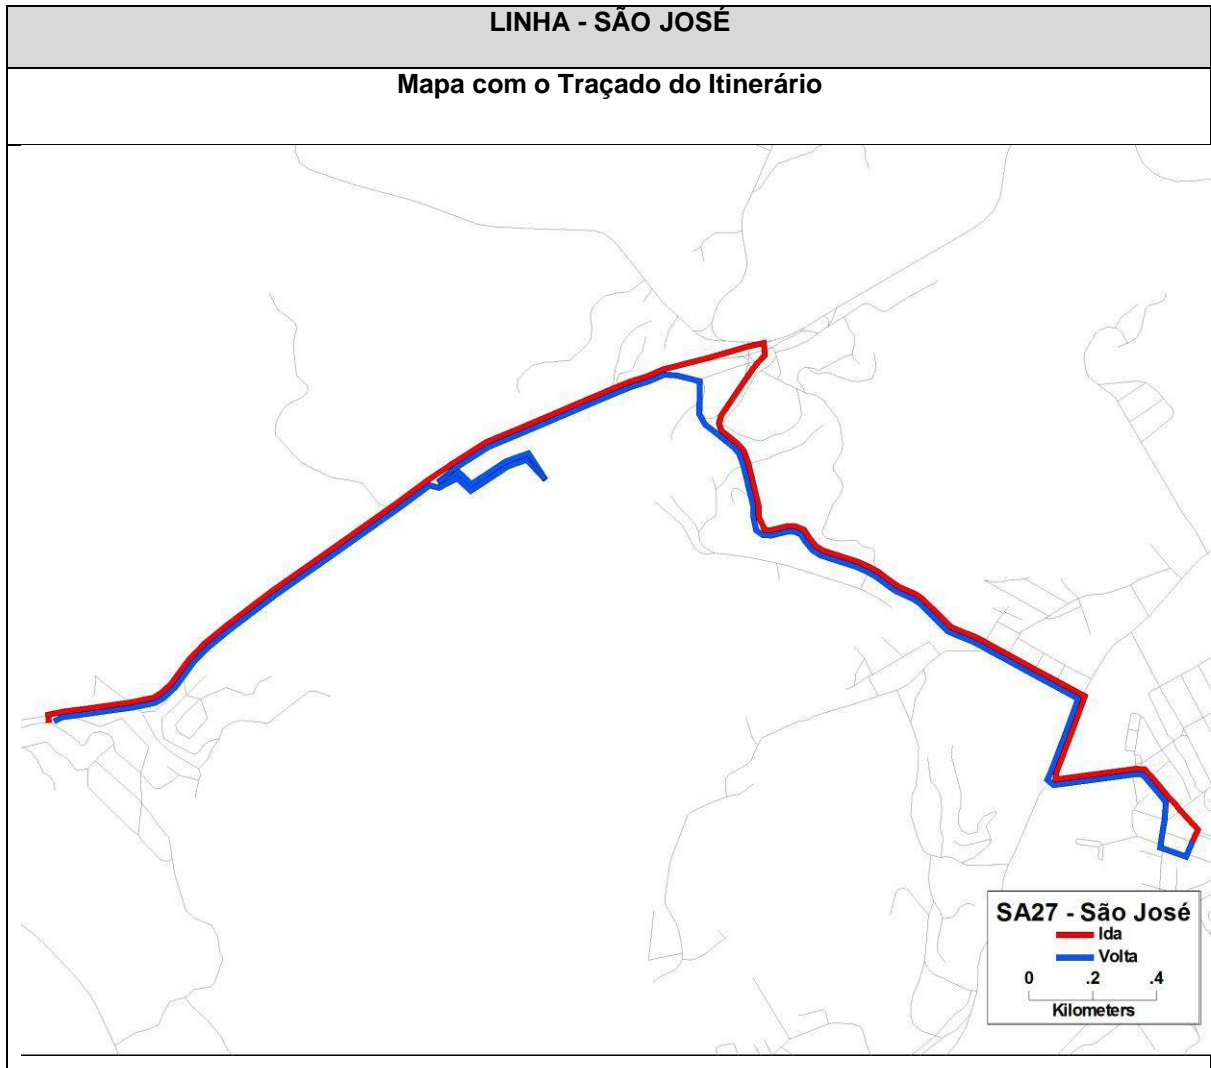 LINHA - SÃO JOSÉ
Mapa com o Traçado do Itinerário
SA27 - São José
Ida
Volta
0 .2 .4
Kilometers